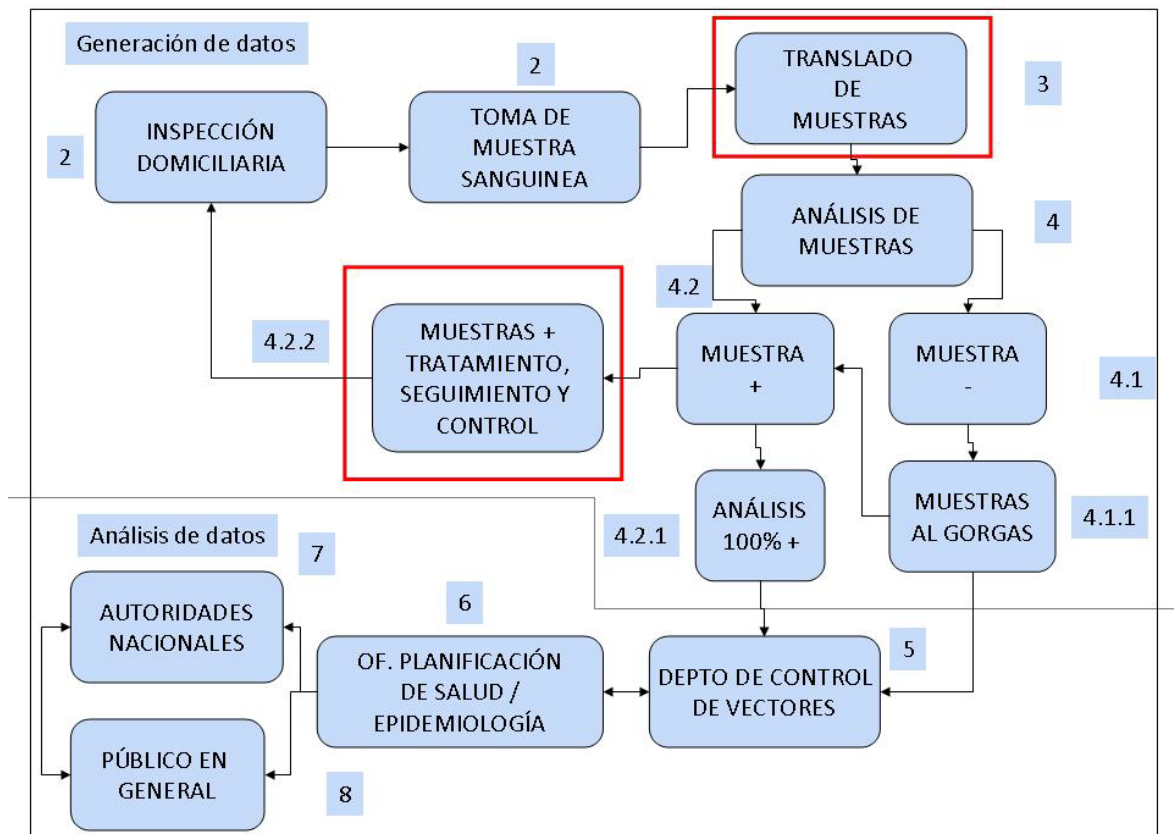 Generación de datos
2
INSPECCIÓN
DOMICILIARIA
2
TOMA DE
MUESTRA
SANGUINEA
TRANSLADO
DE
MUESTRAS
3
ANÁLISIS DE
MUESTRAS
4
4.2
MUESTRA
+
MUESTRA
-
4.1
4.2.2
MUESTRAS +
TRATAMIENTO,
SEGUIMIENTO Y
CONTROL
4.2.1
ANÁLISIS
100% +
MUESTRAS
AL GORGAS
4.1.1
Análisis de datos
7
AUTORIDADES
NACIONALES
6
OF. PLANIFICACIÓN
DE SALUD /
EPIDEMIOLOGÍA
5
DEPTO DE CONTROL
DE VECTORES
PÚBLICO EN
GENERAL
8